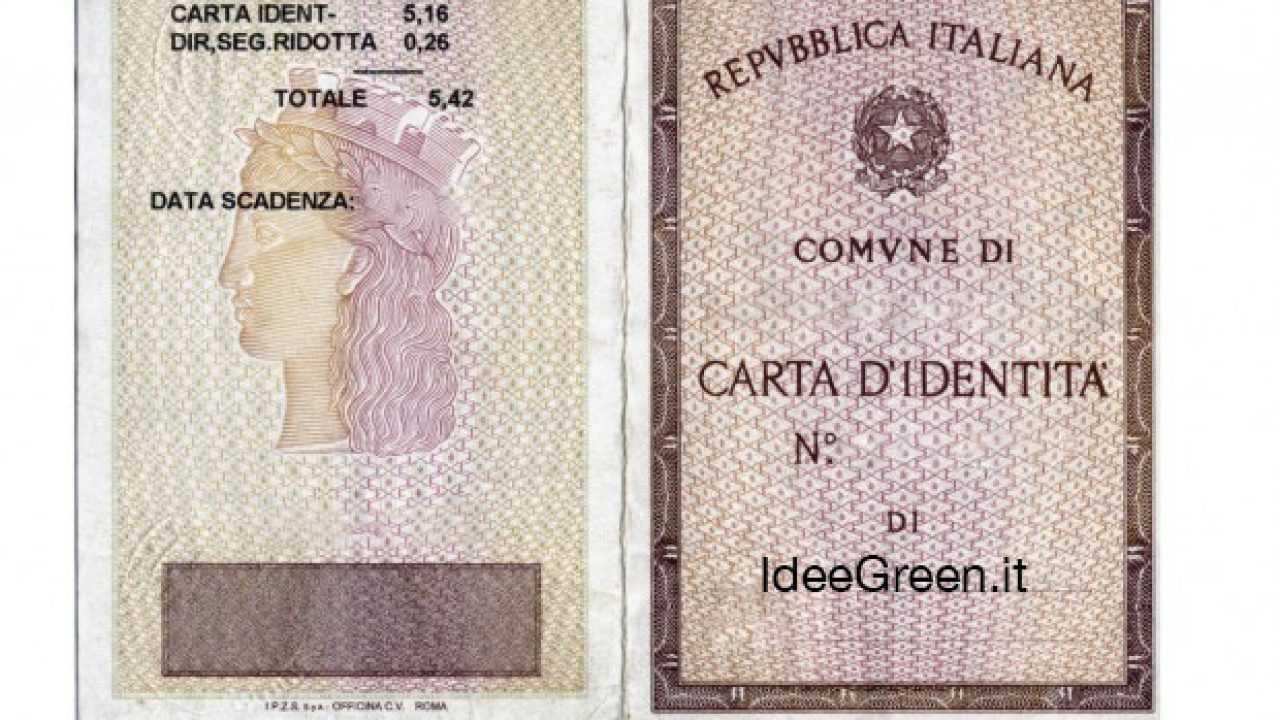 CARTA IDENT- 5,16
DIR,SEG.RIDOTTA 0,26
TOTALE 5,42
DATA SCADENZA:
I.P.Z.S. S.p.A. - OFFICINA C.V. ROMA
REPVBBLICA ITALIANA
COMVNE DI
CARTA D'IDENTITA'
N°.
DI
IdeeGreen.it